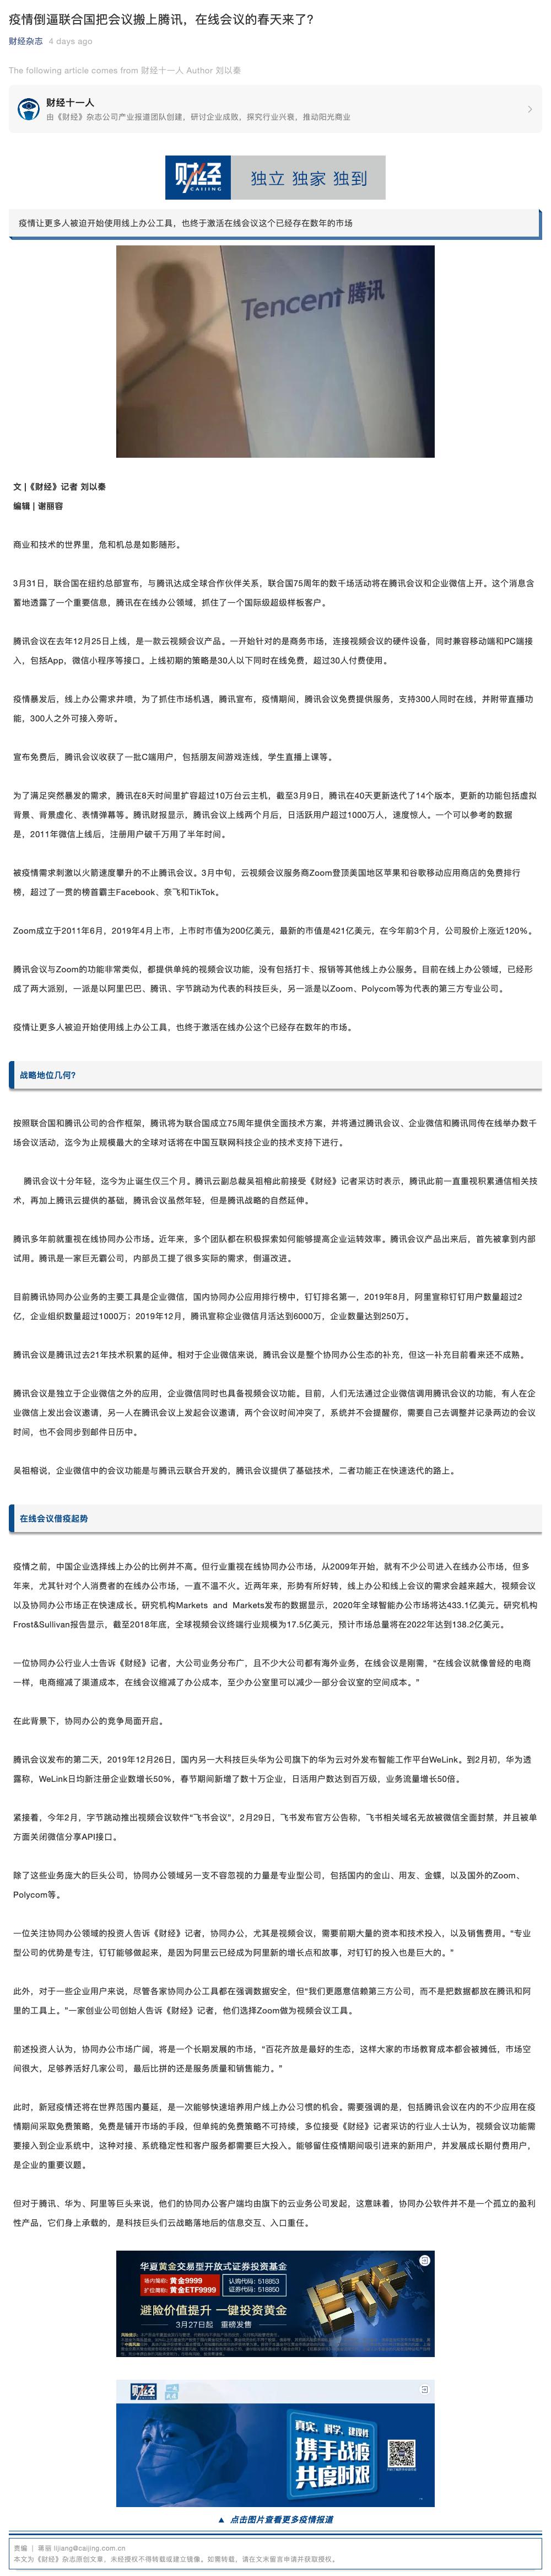 疫情倒逼联合国把会议搬上腾讯，在线会议的春天来了?
财经杂志 4 days ago
The following article comes from 财经十一人 Author 刘以秦
财经十一人
由《财经》杂志公司产业报道团队创建，研讨企业成败，探究行业兴衰，推动阳光商业
财经 CAIJING 独立 独家 独到
疫情让更多人被迫开始使用线上办公工具，也终于激活在线会议这个已经存在数年的市场
Tencent 腾讯
文 |《财经》记者 刘以秦
编辑 | 谢丽容
商业和技术的世界里，危和机总是如影随形。
3月31日，联合国在纽约总部宣布，与腾讯达成全球合作伙伴关系，联合国75周年的数千场活动将在腾讯会议和企业微信上开。这个消息含
蓄地透露了一个重要信息，腾讯在在线办公领域，抓住了一个国际级超级样板客户。
腾讯会议在去年12月25日上线，是一款云视频会议产品。一开始针对的是商务市场，连接视频会议的硬件设备，同时兼容移动端和PC端接
入，包括App，微信小程序等接口。上线初期的策略是30人以下同时在线免费，超过30人付费使用。
疫情暴发后，线上办公需求井喷，为了抓住市场机遇，腾讯宣布，疫情期间，腾讯会议免费提供服务，支持300人同时在线，并附带直播功
能，300人之外可接入旁听。
宣布免费后，腾讯会议收获了一批C端用户，包括朋友间游戏连线，学生直播上课等。
为了满足突然暴发的需求，腾讯在8天时间里扩容超过10万台云主机，截至3月9日，腾讯在40天更新迭代了14个版本，更新的功能包括虚拟
背景、背景虚化、表情弹幕等。腾讯财报显示，腾讯会议上线两个月后，日活跃用户超过1000万人，速度惊人。一个可以参考的数据
是，2011年微信上线后，注册用户破千万用了半年时间。
被疫情需求刺激以火箭速度攀升的不止腾讯会议。3月中旬，云视频会议服务商Zoom登顶美国地区苹果和谷歌移动应用商店的免费排行
榜，超过了一贯的榜首霸主Facebook、奈飞和TikTok。
Zoom成立于2011年6月，2019年4月上市，上市时市值为200亿美元，最新的市值是421亿美元，在今年前3个月，公司股价上涨近120%。
腾讯会议与Zoom的功能非常类似，都提供单纯的视频会议功能，没有包括打卡、报销等其他线上办公服务。目前在线上办公领域，已经形
成了两大派别，一派是以阿里巴巴、腾讯、字节跳动为代表的科技巨头，另一派是以Zoom、Polycom等为代表的第三方专业公司。
疫情让更多人被迫开始使用线上办公工具，也终于激活在线办公这个已经存在数年的市场。
战略地位几何?
按照联合国和腾讯公司的合作框架，腾讯将为联合国成立75周年提供全面技术方案，并将通过腾讯会议、企业微信和腾讯同传在线举办数千
场会议活动，迄今为止规模最大的全球对话将在中国互联网科技企业的技术支持下进行。
腾讯会议十分年轻，迄今为止诞生仅三个月。腾讯云副总裁吴祖榕此前接受《财经》记者采访时表示，腾讯此前一直重视积累通信相关技
术，再加上腾讯云提供的基础，腾讯会议虽然年轻，但是腾讯战略的自然延伸。
腾讯多年前就重视在线协同办公市场。近年来，多个团队都在积极探索如何能够提高企业运转效率。腾讯会议产品出来后，首先被拿到内部
试用。腾讯是一家巨无霸公司，内部员工提了很多实际的需求，倒逼改进。
目前腾讯协同办公业务的主要工具是企业微信，国内协同办公应用排行榜中，钉钉排名第一，2019年8月，阿里宣称钉钉用户数量超过2
亿，企业组织数量超过1000万；2019年12月，腾讯宣称企业微信月活达到6000万，企业数量达到250万。
腾讯会议是腾讯过去21年技术积累的延伸。相对于企业微信来说，腾讯会议是整个协同办公生态的补充，但这一补充目前看来还不成熟。
腾讯会议是独立于企业微信之外的应用，企业微信同时也具备视频会议功能。目前，人们无法通过企业微信调用腾讯会议的功能，有人在企
业微信上发出会议邀请，另一人在腾讯会议上发起会议邀请，两个会议时间冲突了，系统并不会提醒你，需要自己去调整并记录两边的会议
时间，也不会同步到邮件日历中。
吴祖榕说，企业微信中的会议功能是与腾讯云联合开发的，腾讯会议提供了基础技术，二者功能正在快速迭代的路上。
在线会议借疫起势
疫情之前，中国企业选择线上办公的比例并不高。但行业重视在线协同办公市场，从2009年开始，就有不少公司进入在线办公市场，但多
年来，尤其针对个人消费者的在线办公市场，一直不温不火。近两年来，形势有所好转，线上办公和线上会议的需求会越来越大，视频会议
以及协同办公市场正在快速成长。研究机构Markets and Markets发布的数据显示，2020年全球智能办公市场将达433.1亿美元。研究机构
Frost&Sullivan报告显示，截至2018年底，全球视频会议终端行业规模为17.5亿美元，预计市场总量将在2022年达到138.2亿美元。
一位协同办公行业人士告诉《财经》记者，大公司业务分布广，且不少大公司都有海外业务，在线会议是刚需，“在线会议就像曾经的电商
一样，电商缩减了渠道成本，在线会议缩减了办公成本，至少办公室里可以减少一部分会议室的空间成本。”
在此背景下，协同办公的竞争局面开启。
腾讯会议发布的第二天，2019年12月26日，国内另一大科技巨头华为公司旗下的华为云对外发布智能工作平台WeLink。到2月初，华为透
露称，WeLink日均新注册企业数增长50%，春节期间新增了数十万企业，日活用户数达到百万级，业务流量增长50倍。
紧接着，今年2月，字节跳动推出视频会议软件“飞书会议”，2月29日，飞书发布官方公告称，飞书相关域名无故被微信全面封禁，并且被单
方面关闭微信分享API接口。
除了这些业务庞大的巨头公司，协同办公领域另一支不容忽视的力量是专业型公司，包括国内的金山、用友、金蝶，以及国外的Zoom、
Polycom等。
一位关注协同办公领域的投资人告诉《财经》记者，协同办公，尤其是视频会议，需要前期大量的资本和技术投入，以及销售费用。“专业
型公司的优势是专注，钉钉能够做起来，是因为阿里云已经成为阿里新的增长点和故事，对钉钉的投入也是巨大的。”
此外，对于一些企业用户来说，尽管各家协同办公工具都在强调数据安全，但“我们更愿意信赖第三方公司，而不是把数据都放在腾讯和阿
里的工具上。”一家创业公司创始人告诉《财经》记者，他们选择Zoom做为视频会议工具。
前述投资人认为，协同办公市场广阔，将是一个长期发展的市场，“百花齐放是最好的生态，这样大家的市场教育成本都会被摊低，市场空
间很大，足够养活好几家公司，最后比拼的还是服务质量和销售能力。”
此时，新冠疫情还将在世界范围内蔓延，是一次能够快速培养用户线上办公习惯的机会。需要强调的是，包括腾讯会议在内的不少应用在疫
情期间采取免费策略，免费是铺开市场的手段，但单纯的免费策略不可持续，多位接受《财经》记者采访的行业人士认为，视频会议功能需
要接入到企业系统中，这种对接、系统稳定性和客户服务都需要巨大投入。能够留住疫情期间吸引进来的新用户，并发展成长期付费用户，
是企业的重要议题。
但对于腾讯、华为、阿里等巨头来说，他们的协同办公客户端均由旗下的云业务公司发起，这意味着，协同办公软件并不是一个孤立的盈利
性产品，它们身上承载的，是科技巨头们云战略落地后的信息交互、入口重任。
华夏黄金交易型开放式证券投资基金
场内简称: 黄金9999
扩位简称: 黄金ETF9999
认购代码: 518853
证券代码: 518850
避险价值提升 一键投资黄金
3月27日起 重磅发售
财经
真实、科学、建设性
携手战疫
共度时艰
▲ 点击图片查看更多疫情报道
责编 | 蒋丽 lijiang@caijing.com.cn
本文为《财经》杂志原创文章，未经授权不得转载或建立镜像。如需转载，请在文末留言申请并获取授权。